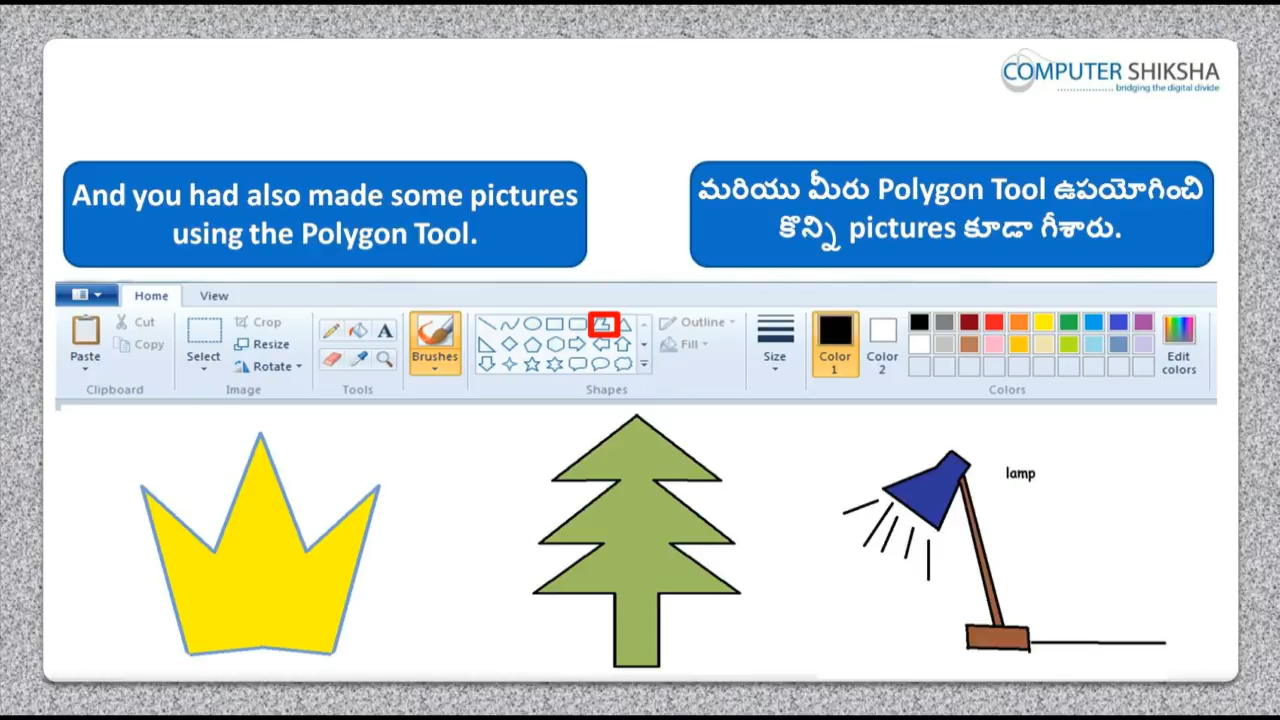 COMPUTER SHIKSHA
bridging the digital divide
And you had also made some pictures
using the Polygon Tool.
మరియు మీరు Polygon Tool ఉపయోగించి
కొన్ని pictures కూడా గీశారు.
Home View
Paste
Cut
Copy
Clipboard
Select
Crop
Resize
Rotate
Image
A
Tools
Brushes
Shapes
Outline
Fill
Size
Color
1
Color
2
Colors
Edit
colors
lamp